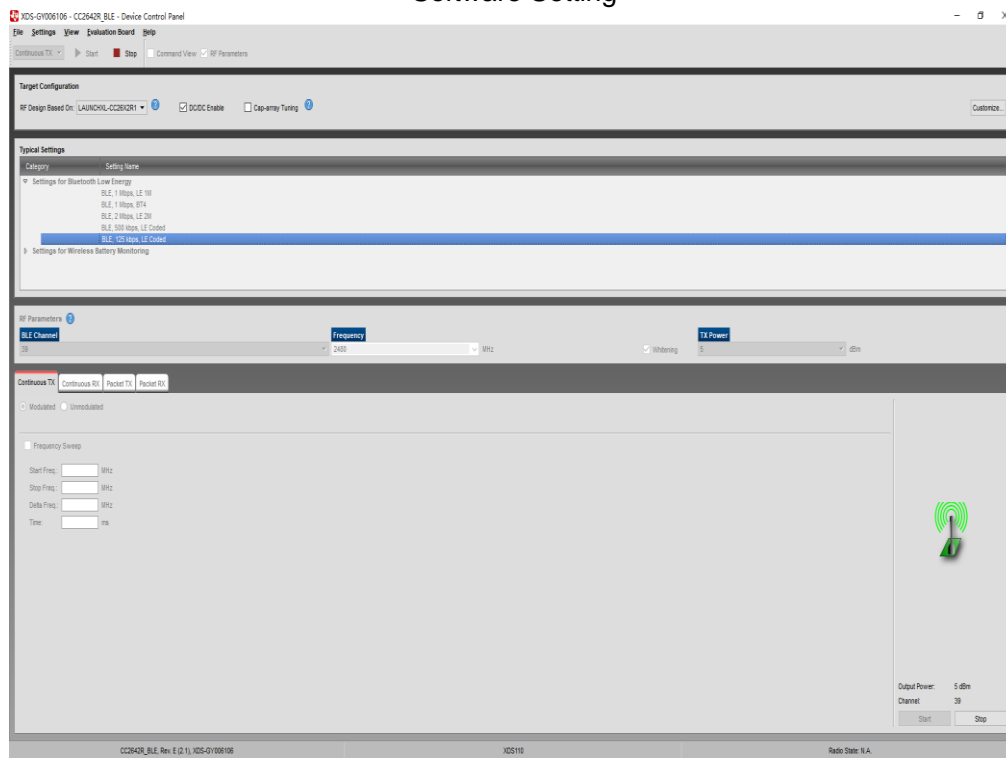 Software Setting
XDS-GY006106 - CC2642R_BLE - Device Control Panel
File Settings View Evaluation Board Help
Continuous TX Start Stop Command View RF Parameters
Target Configuration
RF Design Based On: LAUNCHXL-CC26X2R1 DC/DC Enable Cap-array Tuning Customize...
Typical Settings
Category Setting Name
Settings for Bluetooth Low Energy
BLE, 1 Mbps, LE 1M
BLE, 1 Mbps, BT4
BLE, 2 Mbps, LE 2M
BLE, 500 kbps, LE Coded
BLE, 125 kbps, LE Coded
Settings for Wireless Battery Monitoring
RF Parameters
BLE Channel Frequency TX Power
39 2480 MHz Whitening 5 dBm
Continuous TX Continuous RX Packet TX Packet RX
Modulated Unmodulated
Frequency Sweep
Start Freq.: MHz
Stop Freq.: MHz
Delta Freq.: MHz
Time: ms
Output Power: 5 dBm
Channel: 39
Start Stop
CC2642R_BLE, Rev. E (2.1), XDS-GY006106 XDS110 Radio State: N.A.